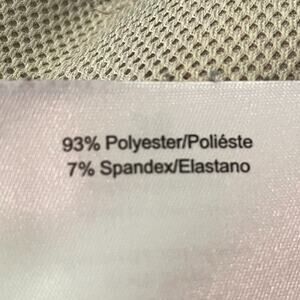 93% Polyester/Poliéste
7% Spandex/Elastano